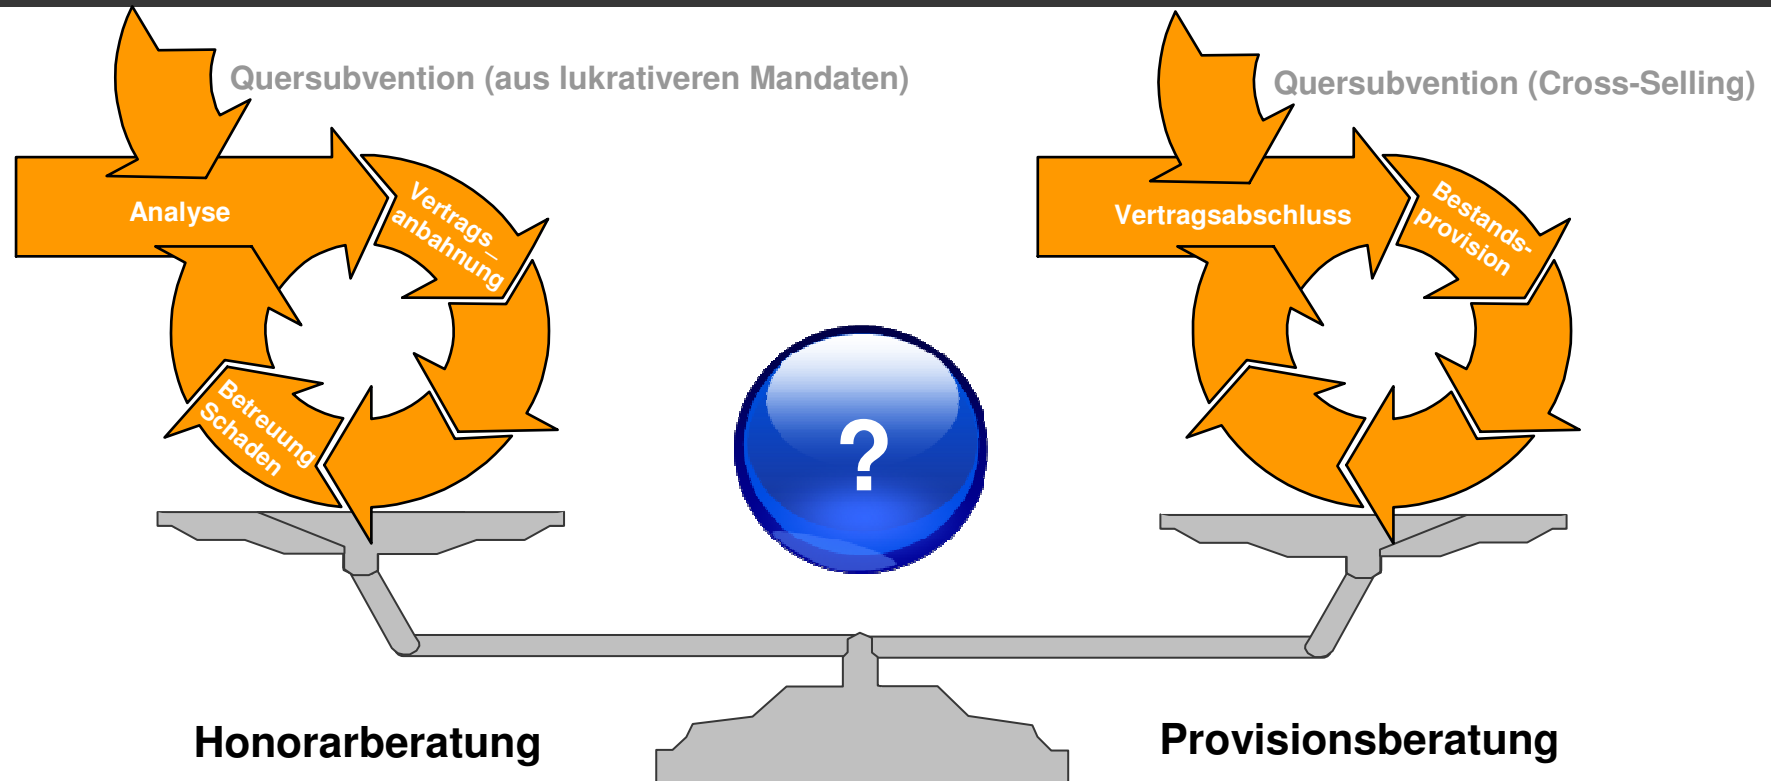 Quersubvention (aus lukrativeren Mandaten)
Analyse
Vertrags_
anbahnung
Betreuung
Schaden
Quersubvention (Cross-Selling)
Vertragsabschluss
Bestands-
provision
?
Honorarberatung
Provisionsberatung